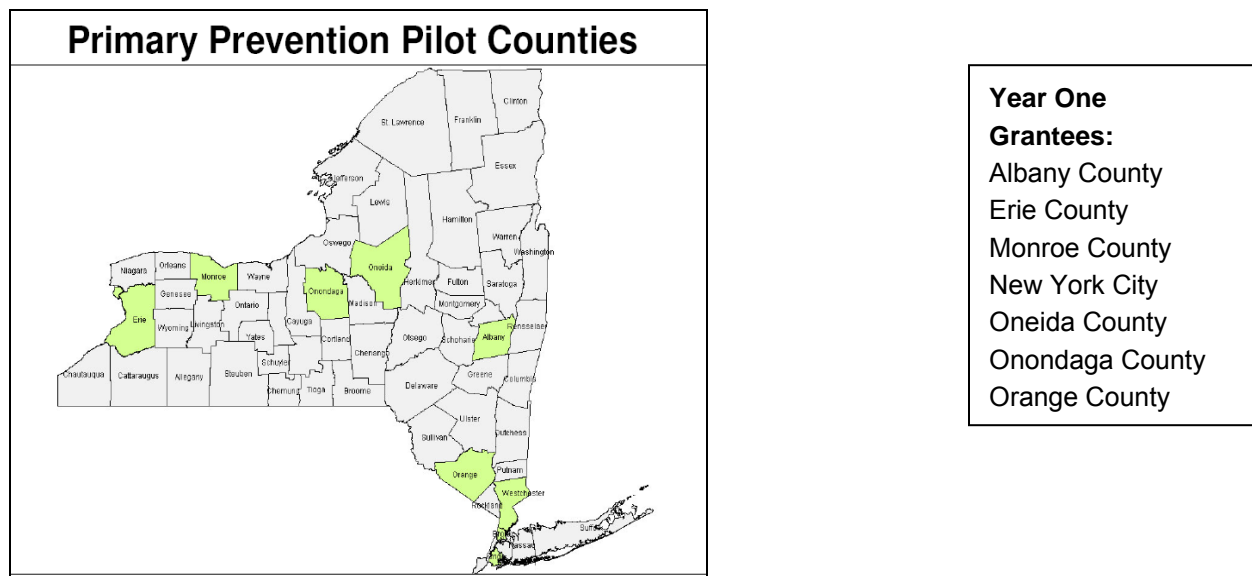 Primary Prevention Pilot Counties
Clinton
St. Lawrence
Franklin
Essex
Jefferson
Lewis
Hamilton
Warren
Washington
Oswego
Oneida
Herkimer
Fulton
Saratoga
Niagara
Orleans
Monroe
Wayne
Genesee
Onondaga
Madison
Montgomery
Ontario
Erie
Wyoming
Livingston
Yates
Cayuga
Cortland
Chenango
Otsego
Schoharie
Albany
Rensselaer
Schuyler
Chautauqua
Cattaraugus
Allegany
Steuben
Chemung
Tioga
Broome
Delaware
Greene
Columbia
Ulster
Dutchess
Sullivan
Orange
Putnam
Westchester
Rockland
Nassau
Year One
Grantees:
Albany County
Erie County
Monroe County
New York City
Oneida County
Onondaga County
Orange County